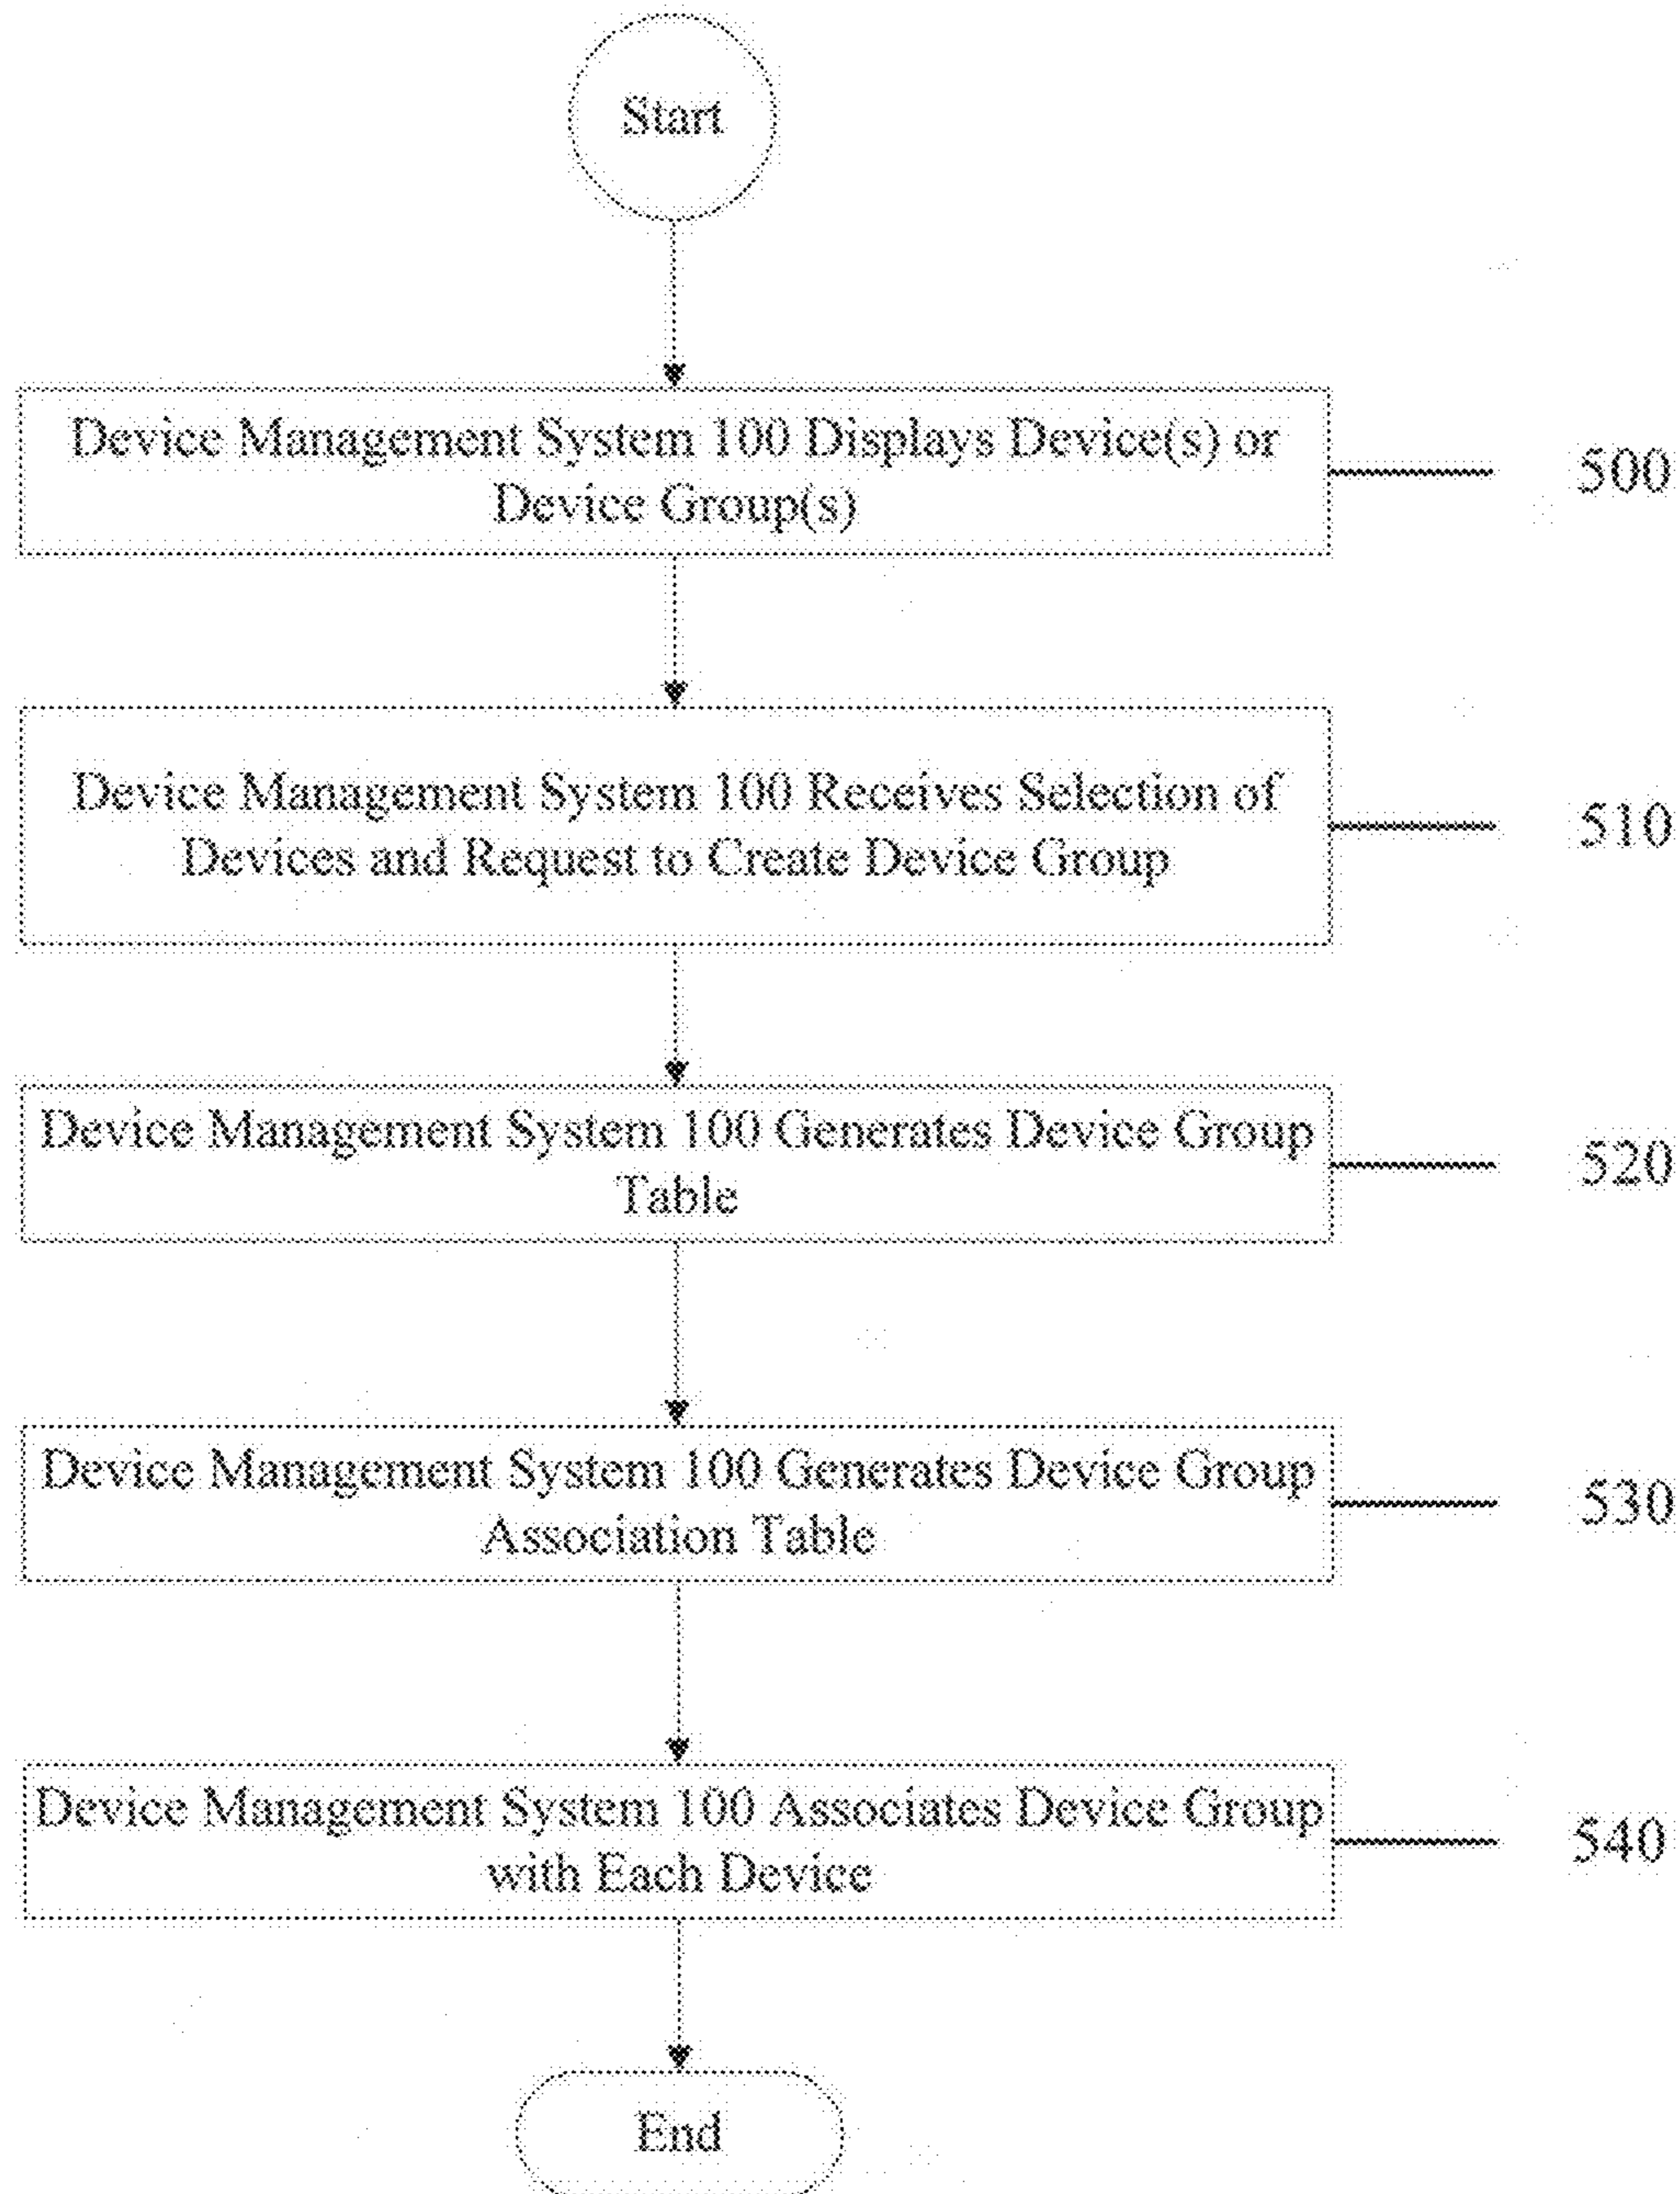 Start
Device Management System 100 Displays Device(s) or
Device Group(s)
500
Device Management System 100 Receives Selection of
Devices and Request to Create Device Group
510
Device Management System 100 Generates Device Group
Table
520
Device Management System 100 Generates Device Group
Association Table
530
Device Management System 100 Associates Device Group
with Each Device
540
End